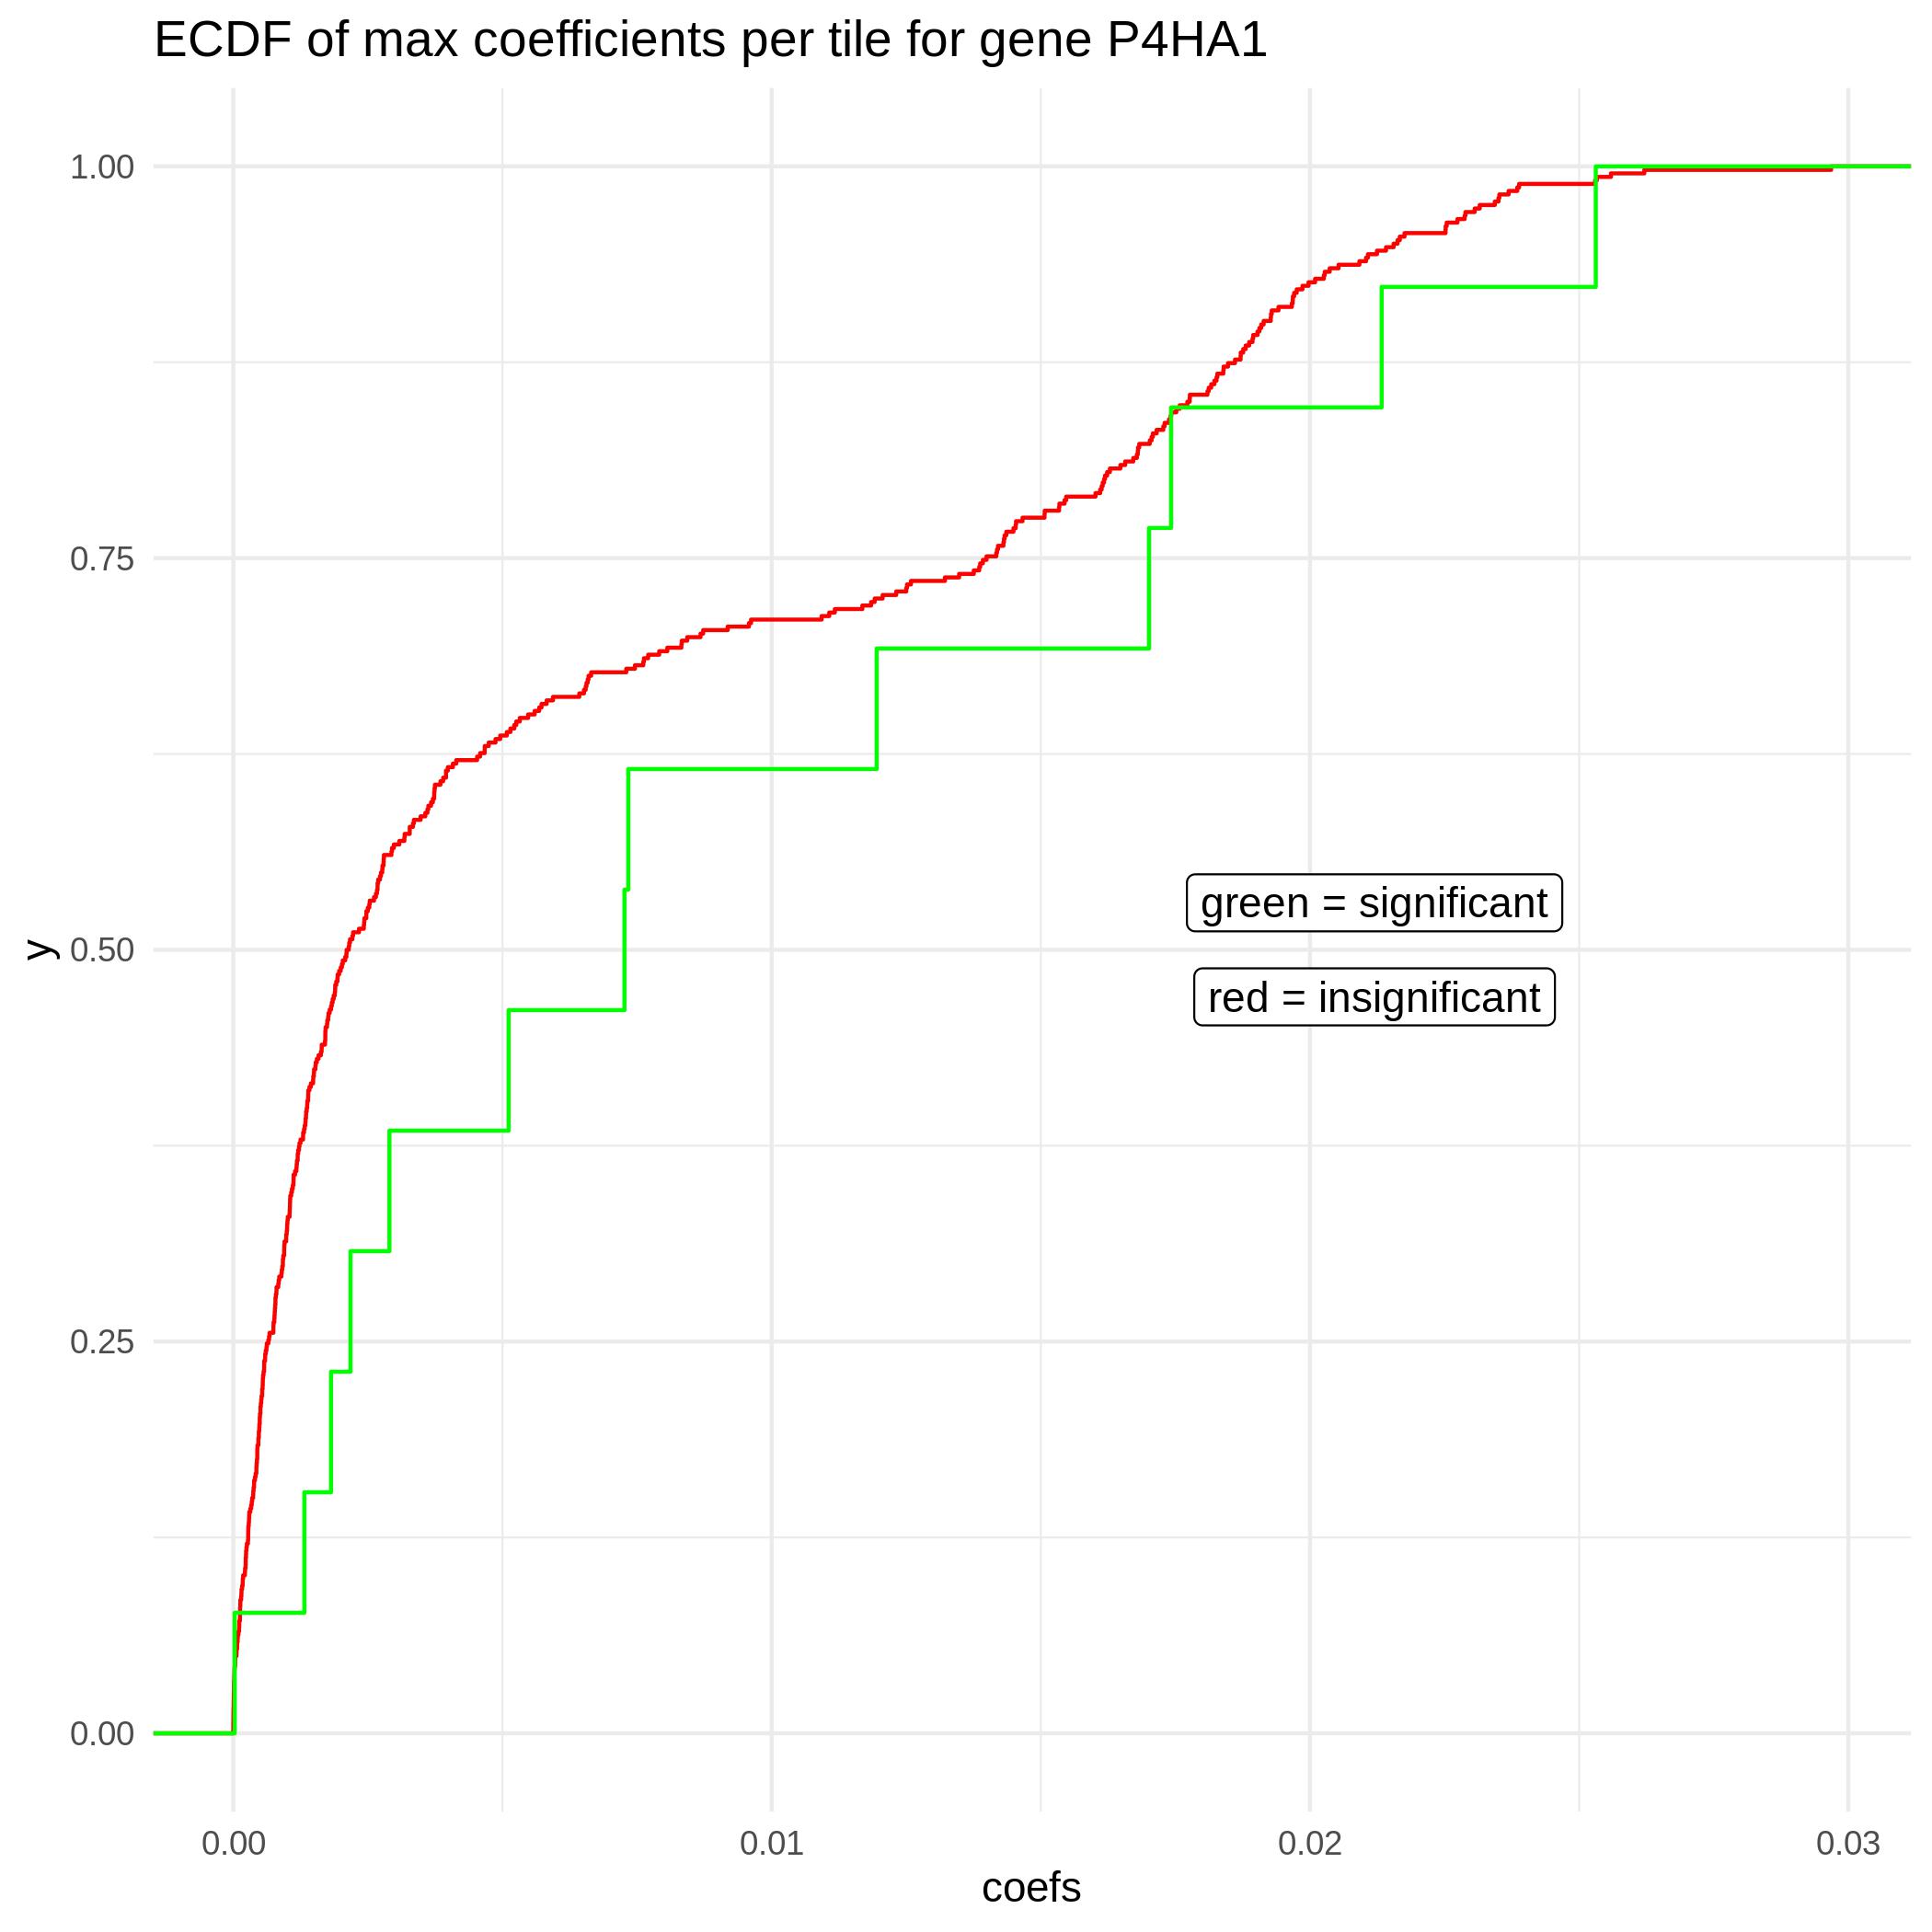 ECDF of max coefficients per tile for gene P4HA1
1.00
0.75
0.50
0.25
0.00
y
green = significant
red = insignificant
0.00 0.01 0.02 0.03
coefs